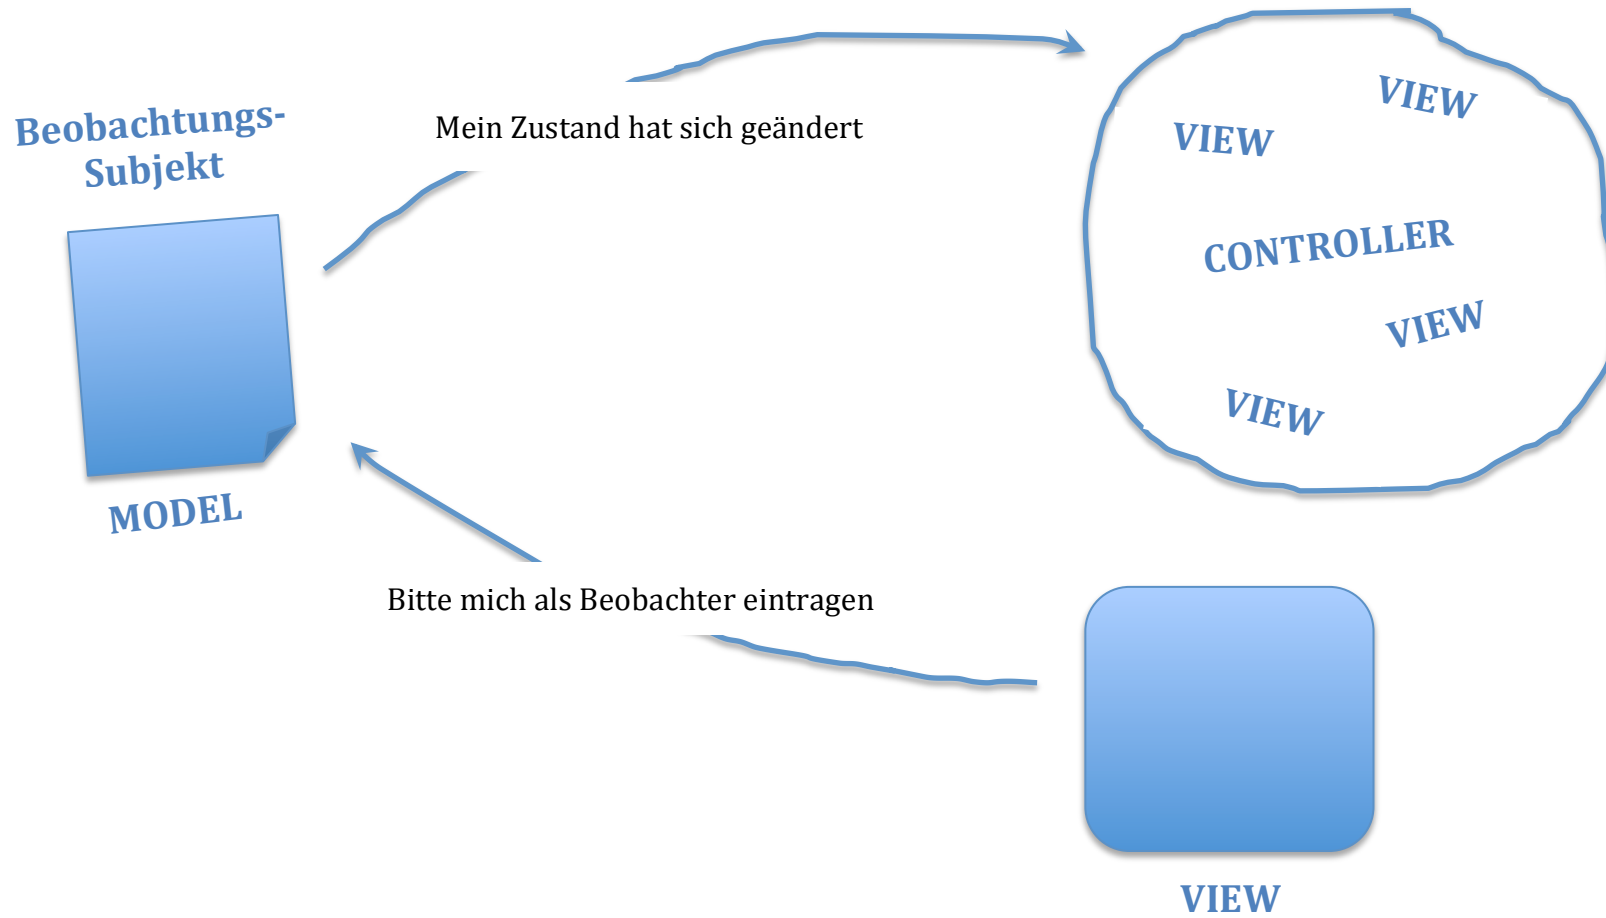 Beobachtungs-
Subjekt
MODEL
Mein Zustand hat sich geändert
VIEW
VIEW
CONTROLLER
VIEW
VIEW
Bitte mich als Beobachter eintragen
VIEW